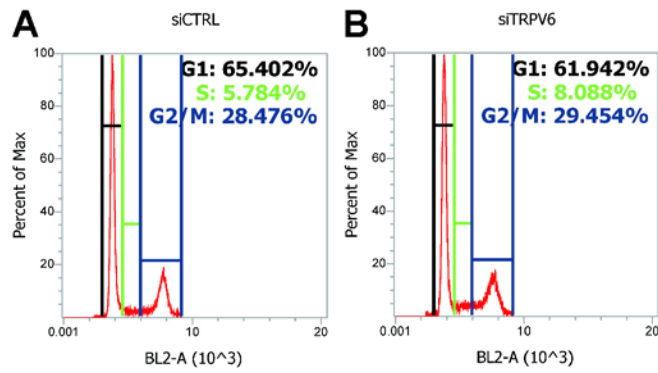 A
siCTRL
G1: 65.402%
S: 5.784%
G2/M: 28.476%
Percent of Max
100
80
60
40
20
0.001
10
20
BL2-A (10^3)
B
siTRPV6
G1: 61.942%
S: 8.088%
G2/M: 29.454%
Percent of Max
100
80
60
40
20
0.001
10
20
BL2-A (10^3)